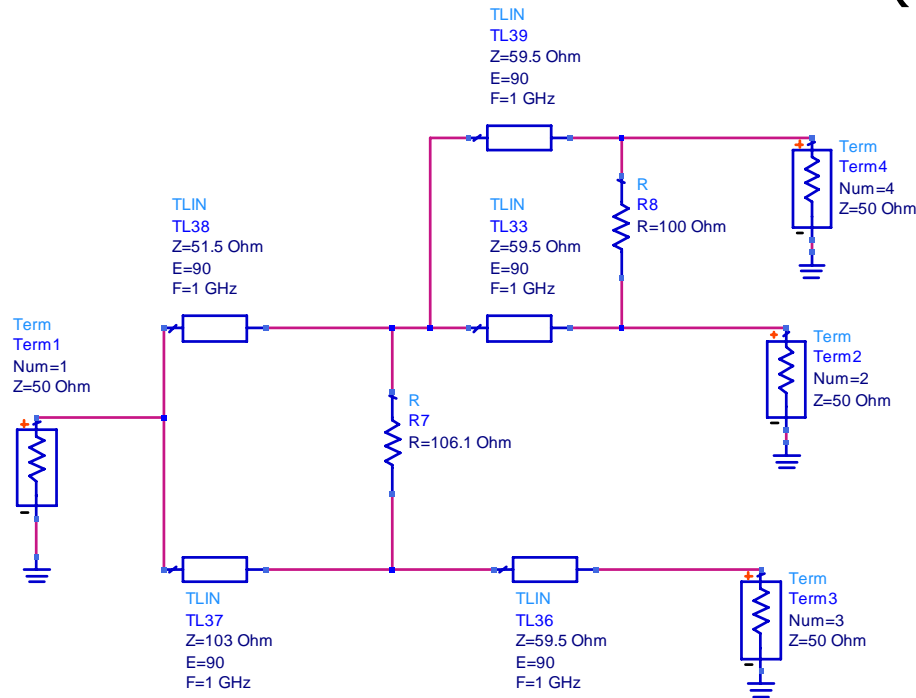 TLIN
TL39
Z=59.5 Ohm
E=90
F=1 GHz
Term
Term4
Num=4
Z=50 Ohm
R
R8
R=100 Ohm
TLIN
TL38
Z=51.5 Ohm
E=90
F=1 GHz
TLIN
TL33
Z=59.5 Ohm
E=90
F=1 GHz
Term
Term1
Num=1
Z=50 Ohm
Term
Term2
Num=2
Z=50 Ohm
R
R7
R=106.1 Ohm
TLIN
TL37
Z=103 Ohm
E=90
F=1 GHz
TLIN
TL36
Z=59.5 Ohm
E=90
F=1 GHz
Term
Term3
Num=3
Z=50 Ohm